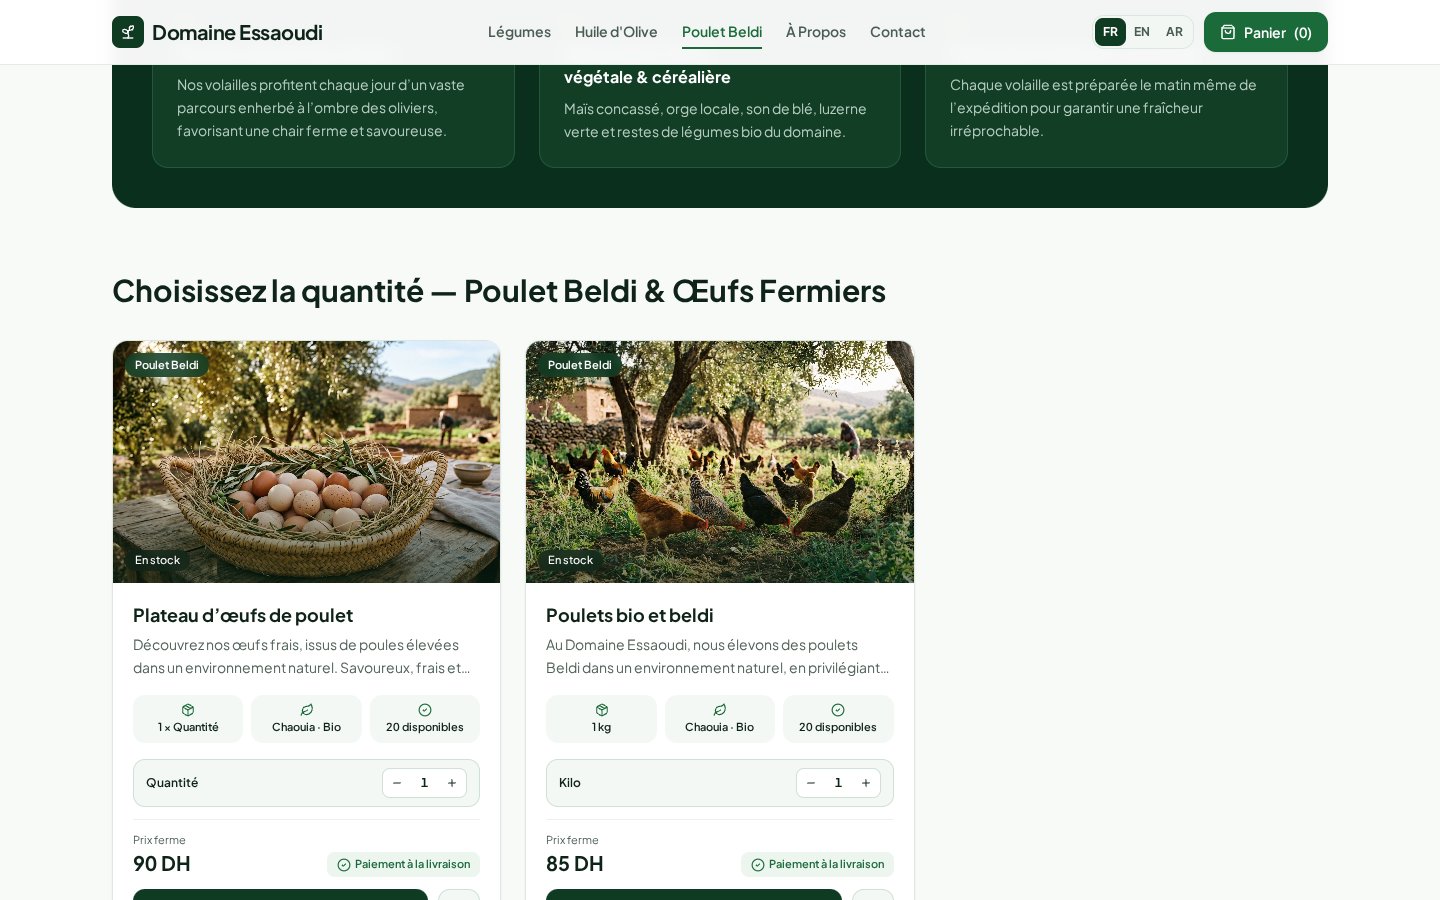 Domaine Essaoudi
Légumes
Huile d'Olive
Poulet Beldi
À Propos
Contact
FR
EN
AR
Panier (0)
Nos volailles profitent chaque jour d’un vaste
parcours enherbé à l’ombre des oliviers,
favorisant une chair ferme et savoureuse.
végétale & céréalière
Maïs concassé, orge locale, son de blé, luzerne
verte et restes de légumes bio du domaine.
Chaque volaille est préparée le matin même de
l’expédition pour garantir une fraîcheur
irréprochable.
Choisissez la quantité — Poulet Beldi & Œufs Fermiers
Poulet Beldi
En stock
Plateau d’œufs de poulet
Découvrez nos œufs frais, issus de poules élevées
dans un environnement naturel. Savoureux, frais et...
1 × Quantité
Chaouia · Bio
20 disponibles
Quantité
− 1 +
Prix ferme
90 DH
Paiement à la livraison
Poulet Beldi
En stock
Poulets bio et beldi
Au Domaine Essaoudi, nous élevons des poulets
Beldi dans un environnement naturel, en privilégiant...
1 kg
Chaouia · Bio
20 disponibles
Kilo
− 1 +
Prix ferme
85 DH
Paiement à la livraison